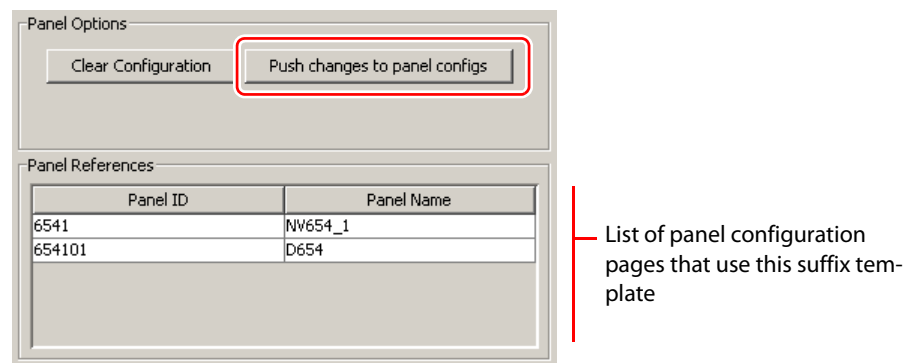 Panel Options
Clear Configuration Push changes to panel configs
Panel References
Panel ID Panel Name
6541 NV654_1
654101 D654
List of panel configuration
pages that use this suffix tem-
plate